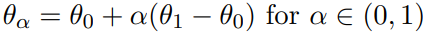 θ_α = θ_0 + α(θ_1 − θ_0) for α ∈ (0, 1)